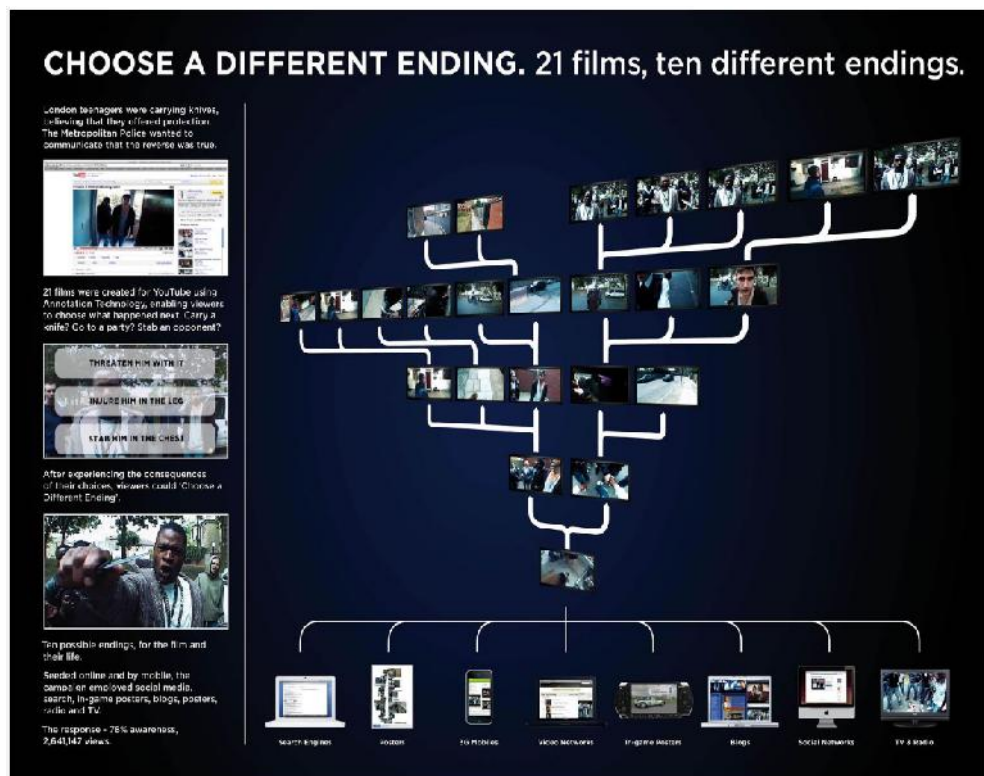 CHOOSE A DIFFERENT ENDING. 21 films, ten different endings.
London teenagers were carrying knives,
believing that they offered protection.
The Metropolitan Police wanted to
communicate that the reverse was true.
21 films were created for YouTube using
Annotation Technology, enabling viewers
to choose what happened next. Carry a
knife? Go to a party? Stab an opponent?
THREATEN HIM WITH IT
INJURE HIM IN THE LEG
STAB HIM IN THE CHEST
After experiencing the consequences
of their choices, viewers could 'Choose a
Different Ending'.
Ten possible endings, for the film and
their life.
Seeded online and by mobile, the
campaign employed social media,
search, in-game posters, blogs, posters,
radio and TV.
The response - 78% awareness,
2,641,147 views.
Search Engines
Posters
3G Mobiles
Video Networks
In-game Posters
Blogs
Social Networks
TV & Radio